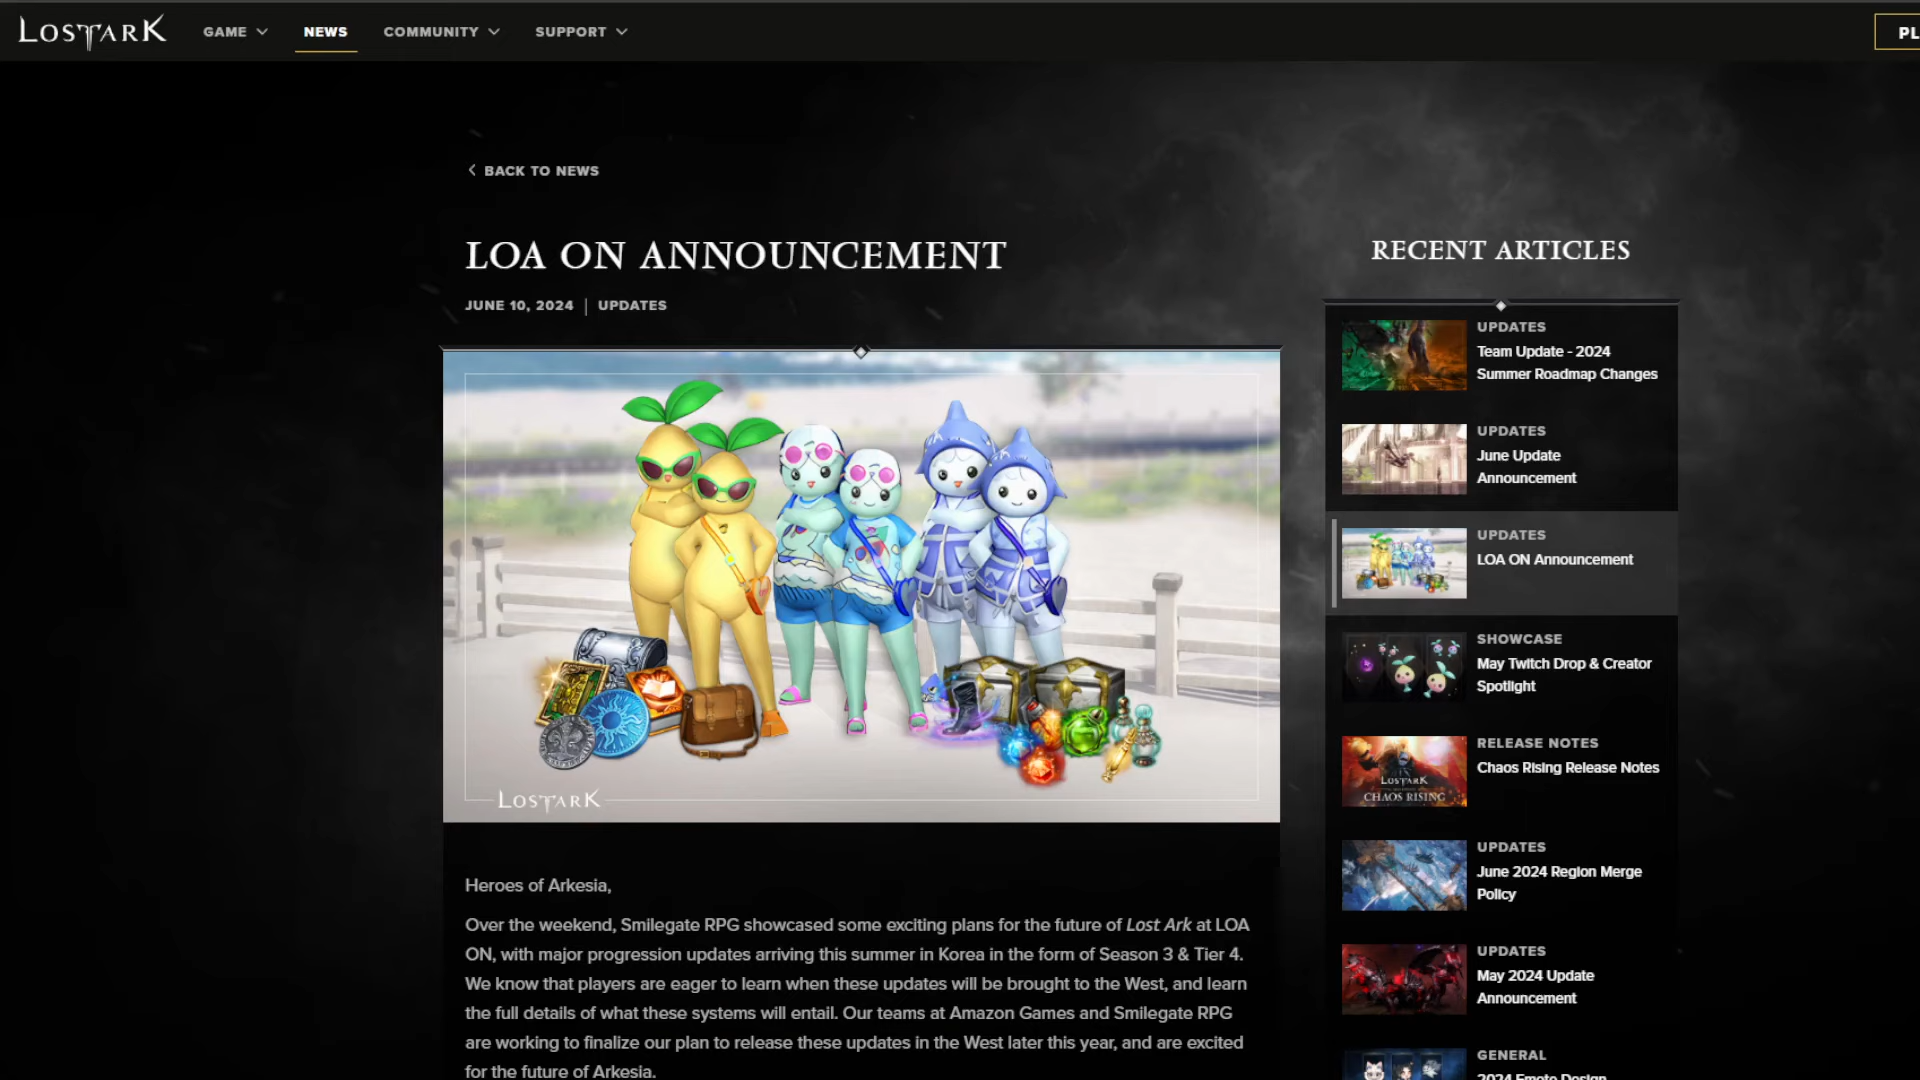 LOSTARK
GAME
NEWS
COMMUNITY
SUPPORT
PL
BACK TO NEWS
LOA ON ANNOUNCEMENT
JUNE 10, 2024 | UPDATES
LOSTARK
Heroes of Arkesia,
Over the weekend, Smilegate RPG showcased some exciting plans for the future of Lost Ark at LOA
ON, with major progression updates arriving this summer in Korea in the form of Season 3 & Tier 4.
We know that players are eager to learn when these updates will be brought to the West, and learn
the full details of what these systems will entail. Our teams at Amazon Games and Smilegate RPG
are working to finalize our plan to release these updates in the West later this year, and are excited
for the future of Arkesia.
RECENT ARTICLES
UPDATES
Team Update - 2024
Summer Roadmap Changes
UPDATES
June Update
Announcement
UPDATES
LOA ON Announcement
SHOWCASE
May Twitch Drop & Creator
Spotlight
LOSTARK
CHAOS RISING
RELEASE NOTES
Chaos Rising Release Notes
UPDATES
June 2024 Region Merge
Policy
UPDATES
May 2024 Update
Announcement
GENERAL
2024 Emote Design